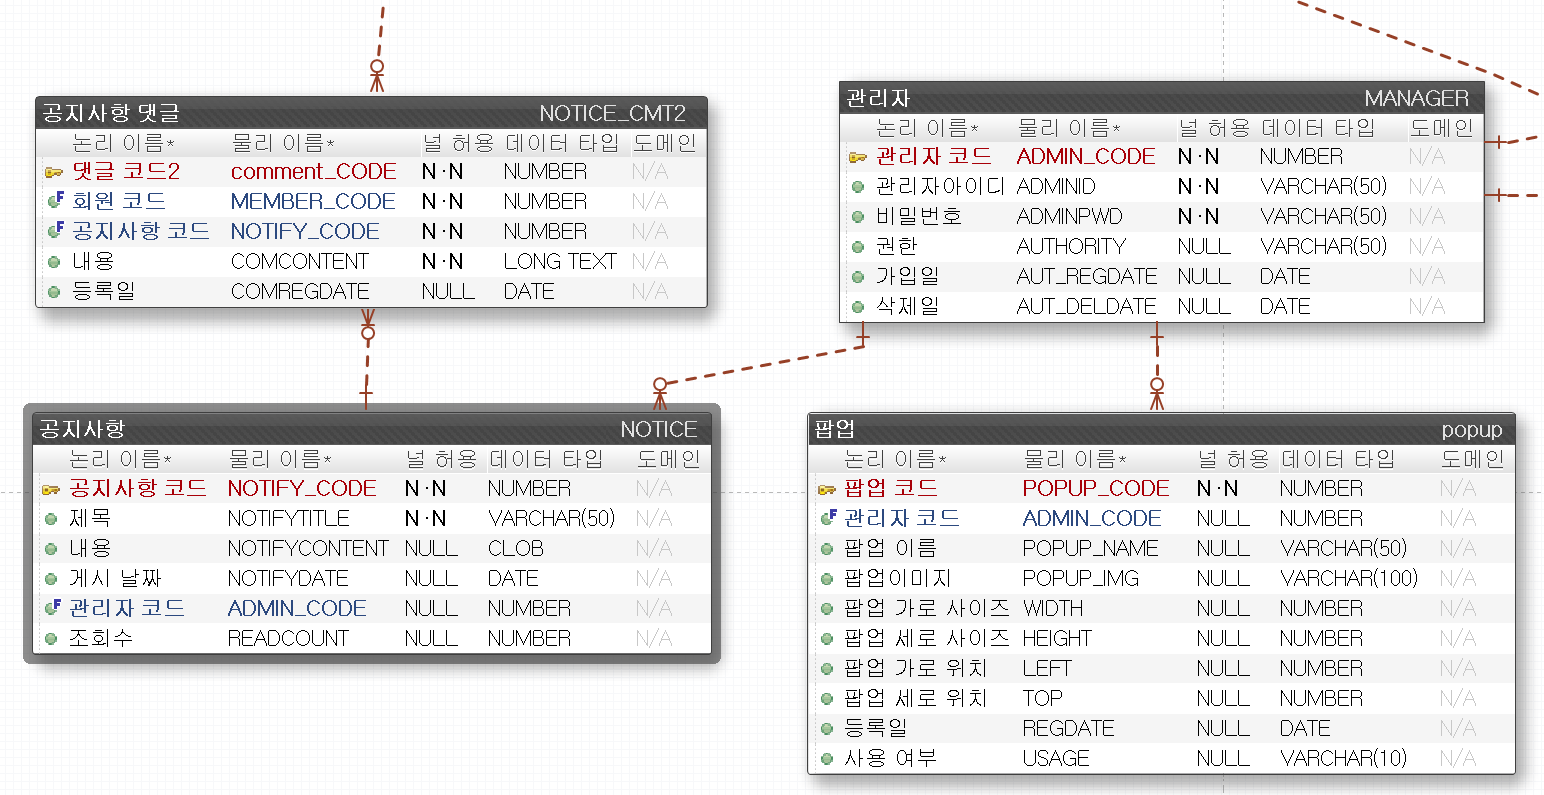 공지사항 댓글 NOTICE_CMT2
논리 이름* 물리 이름* 널 허용 데이터 타입 도메인
댓글 코드2 comment_CODE N·N NUMBER N/A
회원 코드 MEMBER_CODE N·N NUMBER N/A
공지사항 코드 NOTIFY_CODE N·N NUMBER N/A
내용 COMCONTENT N·N LONG TEXT N/A
등록일 COMREGDATE NULL DATE N/A
관리자 MANAGER
논리 이름* 물리 이름* 널 허용 데이터 타입 도메인
관리자 코드 ADMIN_CODE N·N NUMBER N/A
관리자아이디 ADMINID N·N VARCHAR(50) N/A
비밀번호 ADMINPWD N·N VARCHAR(50) N/A
권한 AUTHORITY NULL VARCHAR(50) N/A
가입일 AUT_REGDATE NULL DATE N/A
삭제일 AUT_DELDATE NULL DATE N/A
공지사항 NOTICE
논리 이름* 물리 이름* 널 허용 데이터 타입 도메인
공지사항 코드 NOTIFY_CODE N·N NUMBER N/A
제목 NOTIFYTITLE N·N VARCHAR(50) N/A
내용 NOTIFYCONTENT NULL CLOB N/A
게시 날짜 NOTIFYDATE NULL DATE N/A
관리자 코드 ADMIN_CODE NULL NUMBER N/A
조회수 READCOUNT NULL NUMBER N/A
팝업 popup
논리 이름* 물리 이름* 널 허용 데이터 타입 도메인
팝업 코드 POPUP_CODE N·N NUMBER N/A
관리자 코드 ADMIN_CODE NULL NUMBER N/A
팝업 이름 POPUP_NAME NULL VARCHAR(50) N/A
팝업이미지 POPUP_IMG NULL VARCHAR(100) N/A
팝업 가로 사이즈 WIDTH NULL NUMBER N/A
팝업 세로 사이즈 HEIGHT NULL NUMBER N/A
팝업 가로 위치 LEFT NULL NUMBER N/A
팝업 세로 위치 TOP NULL NUMBER N/A
등록일 REGDATE NULL DATE N/A
사용 여부 USAGE NULL VARCHAR(10) N/A